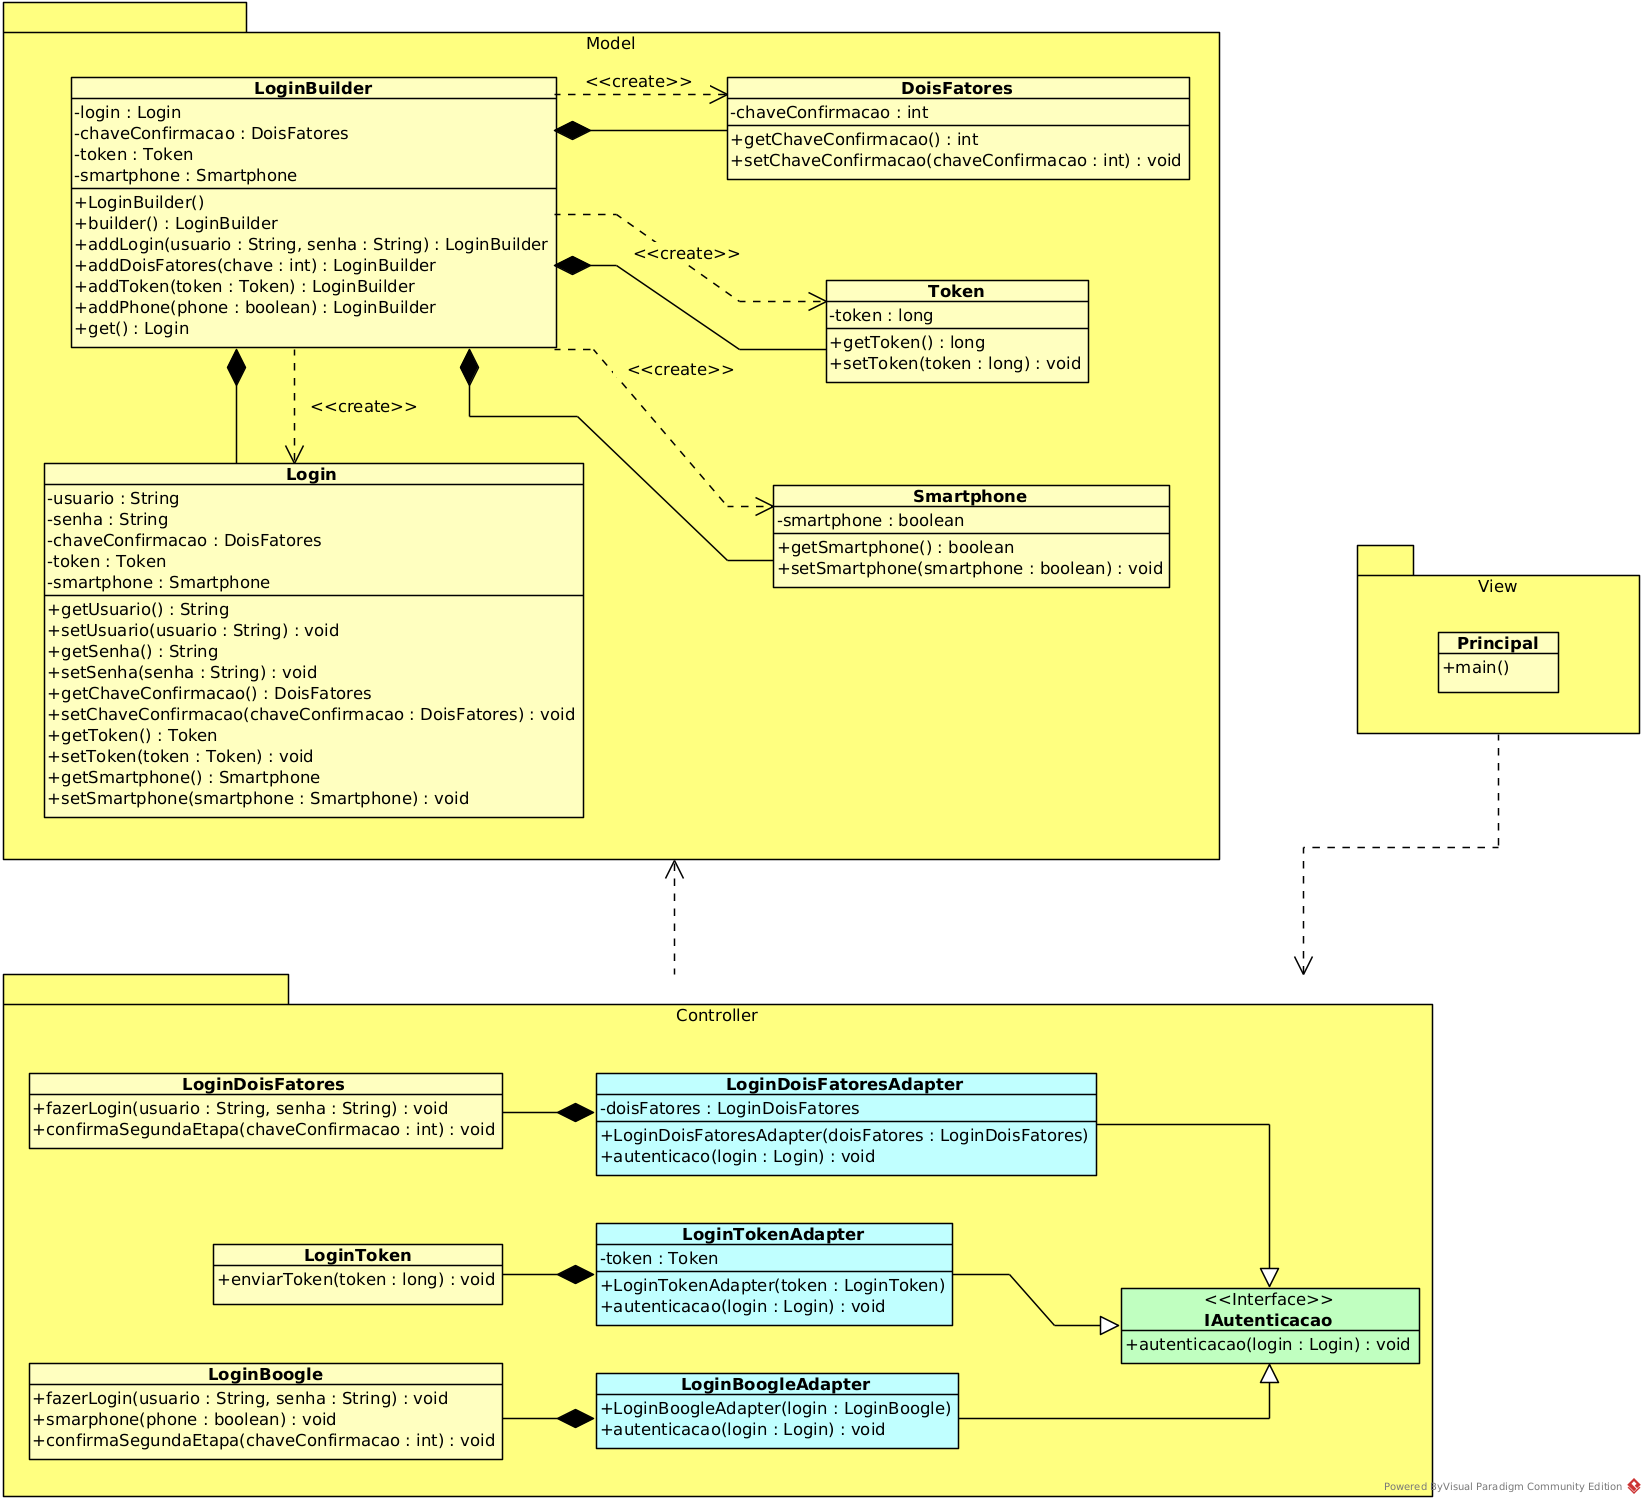 Model
LoginBuilder
-login : Login
-chaveConfirmacao : DoisFatores
-token : Token
-smartphone : Smartphone
+LoginBuilder()
+builder() : LoginBuilder
+addLogin(usuario : String, senha : String) : LoginBuilder
+addDoisFatores(chave : int) : LoginBuilder
+addToken(token : Token) : LoginBuilder
+addPhone(phone : boolean) : LoginBuilder
+get() : Login
<<create>>
DoisFatores
-chaveConfirmacao : int
+getChaveConfirmacao() : int
+setChaveConfirmacao(chaveConfirmacao : int) : void
<<create>>
Token
-token : long
+getToken() : long
+setToken(token : long) : void
<<create>>
<<create>>
Login
-usuario : String
-senha : String
-chaveConfirmacao : DoisFatores
-token : Token
-smartphone : Smartphone
+getUsuario() : String
+setUsuario(usuario : String) : void
+getSenha() : String
+setSenha(senha : String) : void
+getChaveConfirmacao() : DoisFatores
+setChaveConfirmacao(chaveConfirmacao : DoisFatores) : void
+getToken() : Token
+setToken(token : Token) : void
+getSmartphone() : Smartphone
+setSmartphone(smartphone : Smartphone) : void
Smartphone
-smartphone : boolean
+getSmartphone() : boolean
+setSmartphone(smartphone : boolean) : void
View
Principal
+main()
Controller
LoginDoisFatores
+fazerLogin(usuario : String, senha : String) : void
+confirmaSegundaEtapa(chaveConfirmacao : int) : void
LoginDoisFatoresAdapter
-doisFatores : LoginDoisFatores
+LoginDoisFatoresAdapter(doisFatores : LoginDoisFatores)
+autenticaco(login : Login) : void
LoginToken
+enviarToken(token : long) : void
LoginTokenAdapter
-token : Token
+LoginTokenAdapter(token : LoginToken)
+autenticacao(login : Login) : void
<<Interface>>
IAutenticacao
+autenticacao(login : Login) : void
LoginBoogle
+fazerLogin(usuario : String, senha : String) : void
+smarphone(phone : boolean) : void
+confirmaSegundaEtapa(chaveConfirmacao : int) : void
LoginBoogleAdapter
+LoginBoogleAdapter(login : LoginBoogle)
+autenticacao(login : Login) : void
Powered ByVisual Paradigm Community Edition